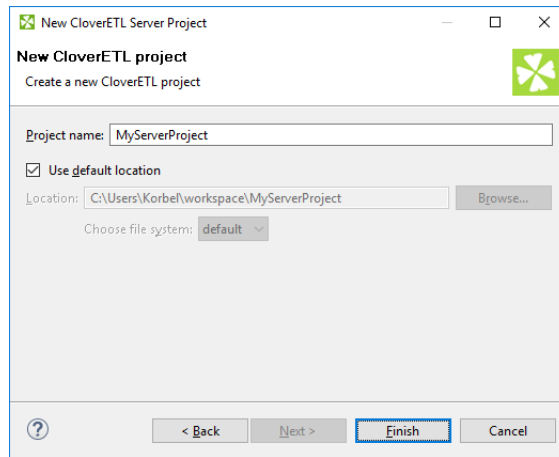 New CloverETL Server Project
New CloverETL project
Create a new CloverETL project
Project name: MyServerProject
Use default location
Location: C:\Users\Korbel\workspace\MyServerProject Browse...
Choose file system: default
? < Back Next > Finish Cancel